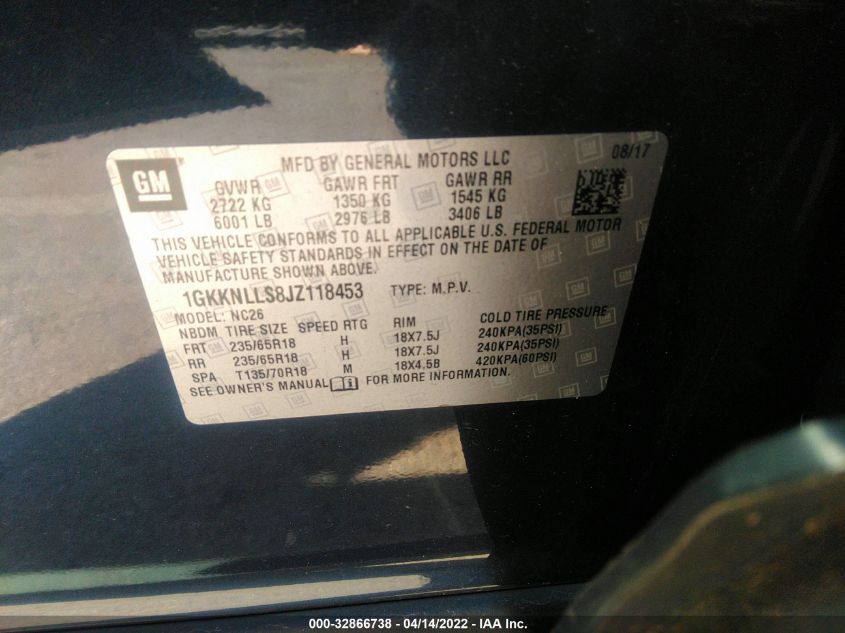 GM
MFD BY GENERAL MOTORS LLC 08/17
GVWR GAWR FRT GAWR RR
2722 KG 1350 KG 1545 KG
6001 LB 2976 LB 3406 LB
THIS VEHICLE CONFORMS TO ALL APPLICABLE U.S. FEDERAL MOTOR
VEHICLE SAFETY STANDARDS IN EFFECT ON THE DATE OF
MANUFACTURE SHOWN ABOVE.
1GKKNLLS8JZ118453 TYPE: M.P.V.
MODEL: NC26
NBDM TIRE SIZE SPEED RTG RIM COLD TIRE PRESSURE
FRT 235/65R18 H 18X7.5J 240KPA(35PSI)
RR 235/65R18 H 18X7.5J 240KPA(35PSI)
SPA T135/70R18 M 18X4.5B 420KPA(60PSI)
SEE OWNER'S MANUAL FOR MORE INFORMATION.
000-32866738 - 04/14/2022 - IAA Inc.